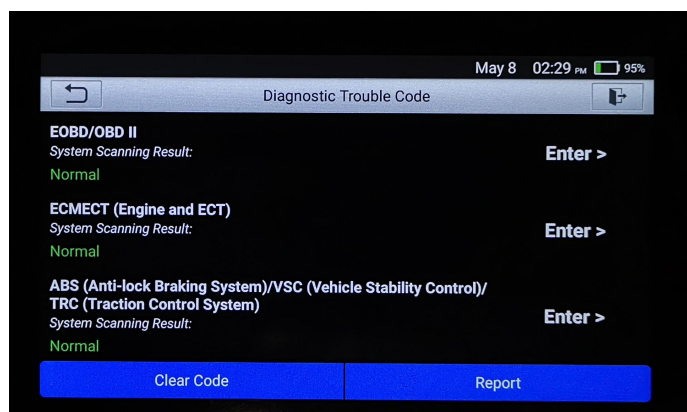 May 8 02:29 PM 95%
Diagnostic Trouble Code
EOBD/OBD II
System Scanning Result:
Enter >
Normal
ECMECT (Engine and ECT)
System Scanning Result:
Enter >
Normal
ABS (Anti-lock Braking System)/VSC (Vehicle Stability Control)/
TRC (Traction Control System)
Enter >
System Scanning Result:
Normal
Clear Code Report